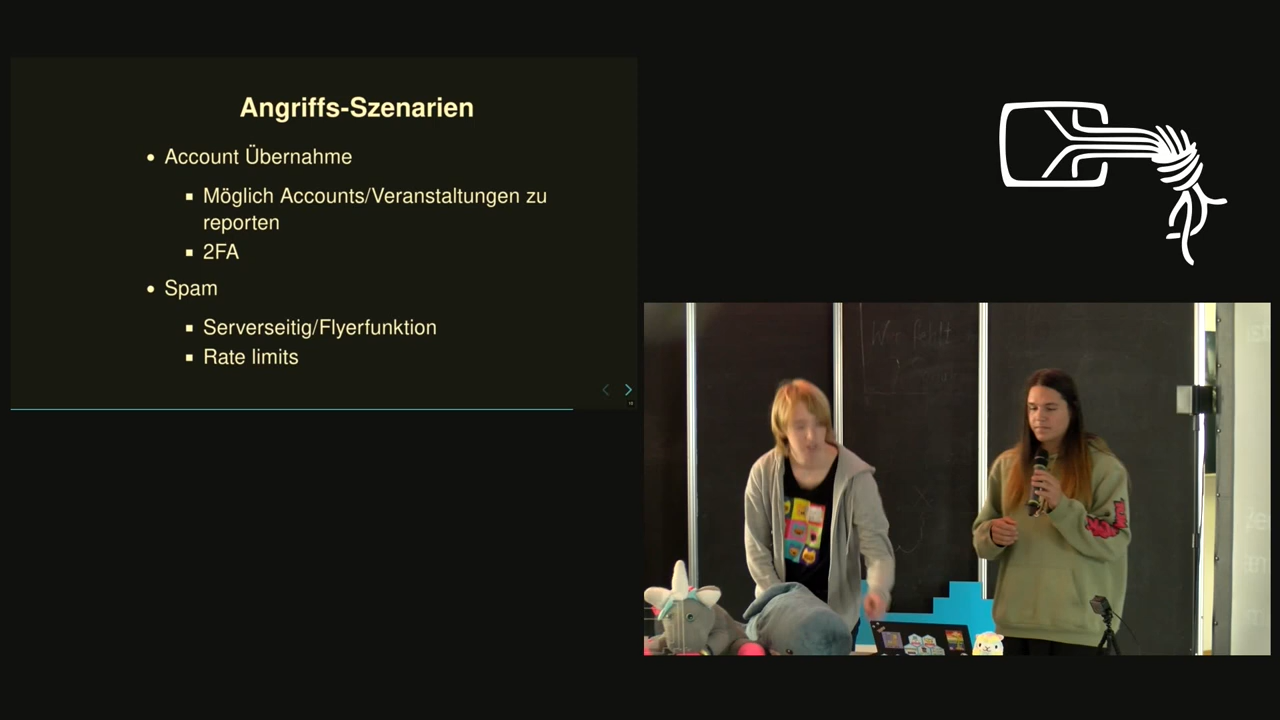 Angriffs-Szenarien
Account Übernahme
Möglich Accounts/Veranstaltungen zu
reporten
2FA
Spam
Serverseitig/Flyerfunktion
Rate limits